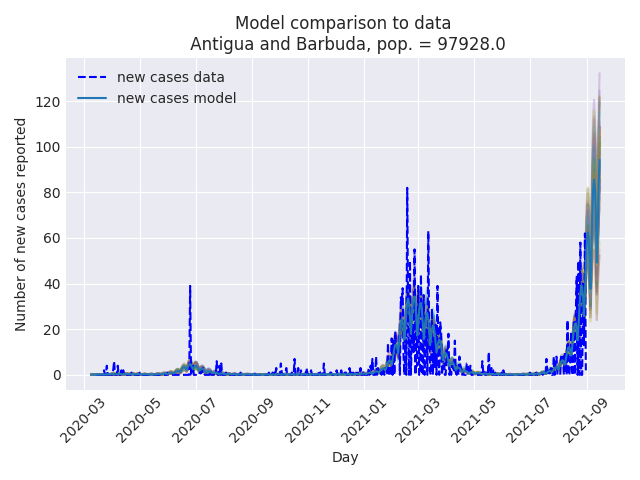 Model comparison to data
Antigua and Barbuda, pop. = 97928.0
new cases data
new cases model
Number of new cases reported
120
100
80
60
40
20
0
2020-03
2020-05
2020-07
2020-09
2020-11
2021-01
2021-03
2021-05
2021-07
2021-09
Day